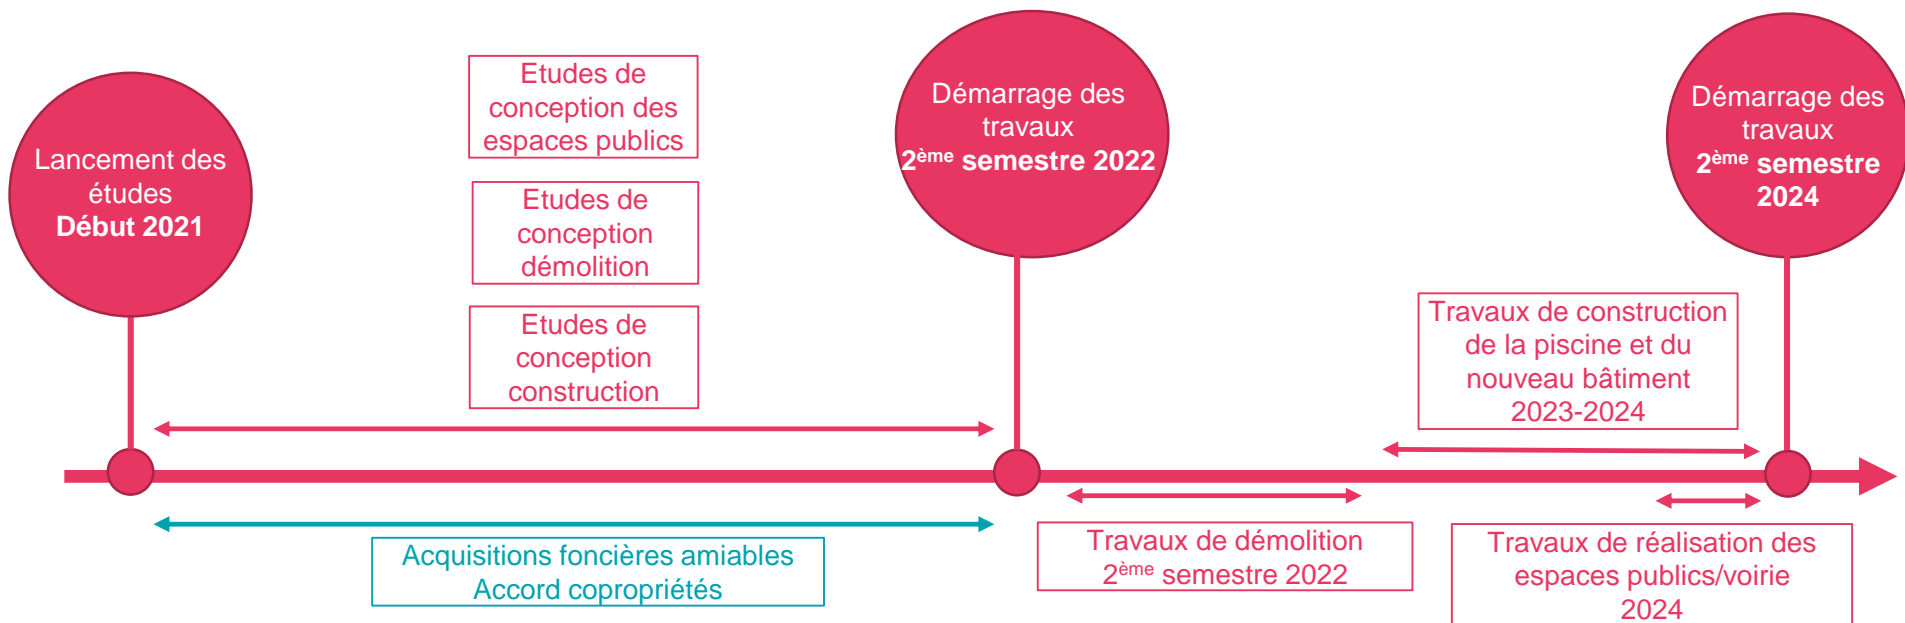 Lancement des
études
Début 2021
Etudes de
conception des
espaces publics
Etudes de
conception
démolition
Etudes de
conception
construction
Démarrage des
travaux
2ème semestre 2022
Démarrage des
travaux
2ème semestre
2024
Travaux de construction
de la piscine et du
nouveau bâtiment
2023-2024
Acquisitions foncières amiables
Accord copropriétés
Travaux de démolition
2ème semestre 2022
Travaux de réalisation des
espaces publics/voirie
2024